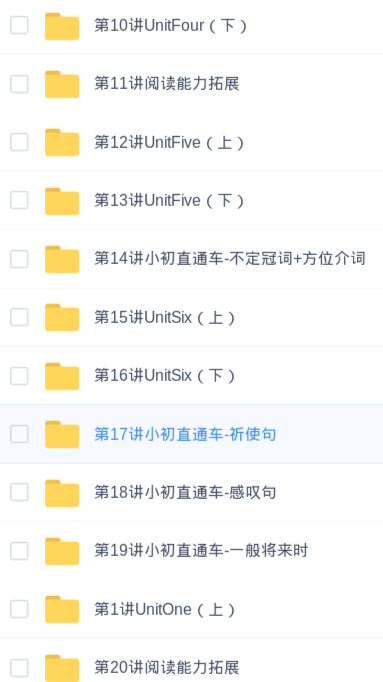 第10讲UnitFour（下）
第11讲阅读能力拓展
第12讲UnitFive（上）
第13讲UnitFive（下）
第14讲小初直通车-不定冠词+方位介词
第15讲UnitSix（上）
第16讲UnitSix（下）
第17讲小初直通车-祈使句
第18讲小初直通车-感叹句
第19讲小初直通车-一般将来时
第1讲UnitOne（上）
第20讲阅读能力拓展